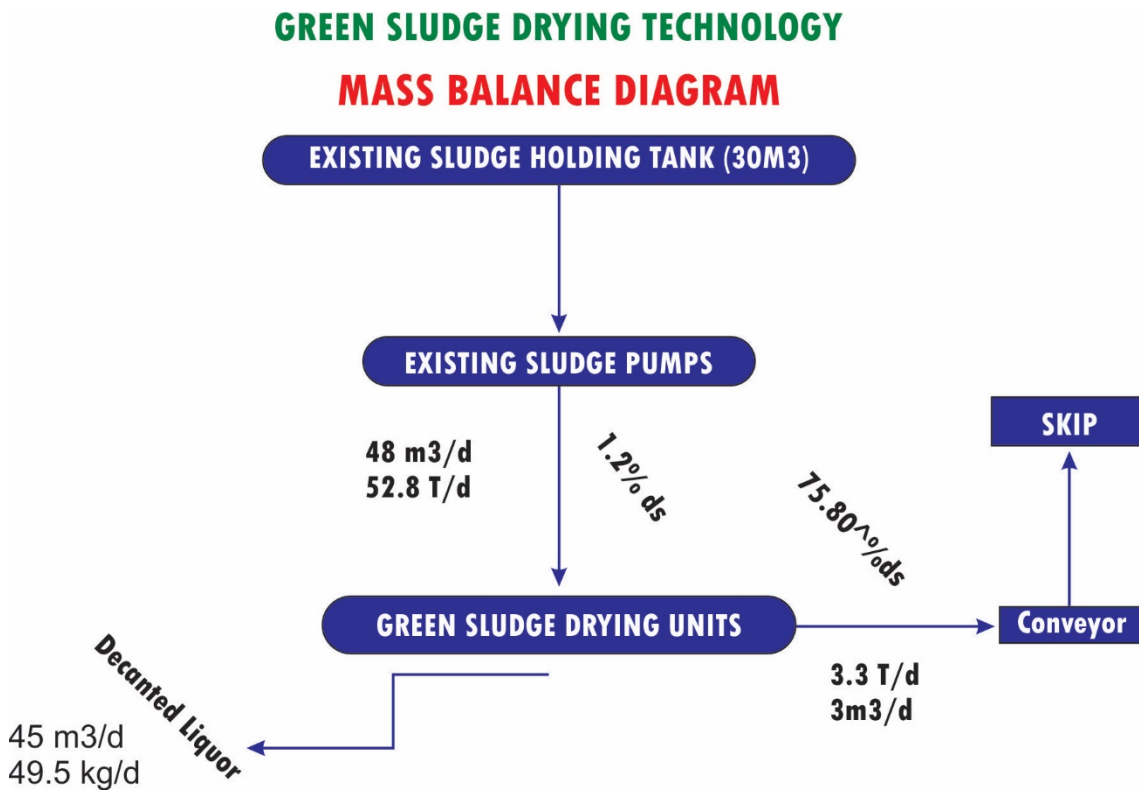 GREEN SLUDGE DRYING TECHNOLOGY
MASS BALANCE DIAGRAM
EXISTING SLUDGE HOLDING TANK (30M3)
EXISTING SLUDGE PUMPS
48 m3/d
52.8 T/d
1.2% ds
75.80^%ds
SKIP
GREEN SLUDGE DRYING UNITS
Conveyor
3.3 T/d
3m3/d
Decanted Liquor
45 m3/d
49.5 kg/d